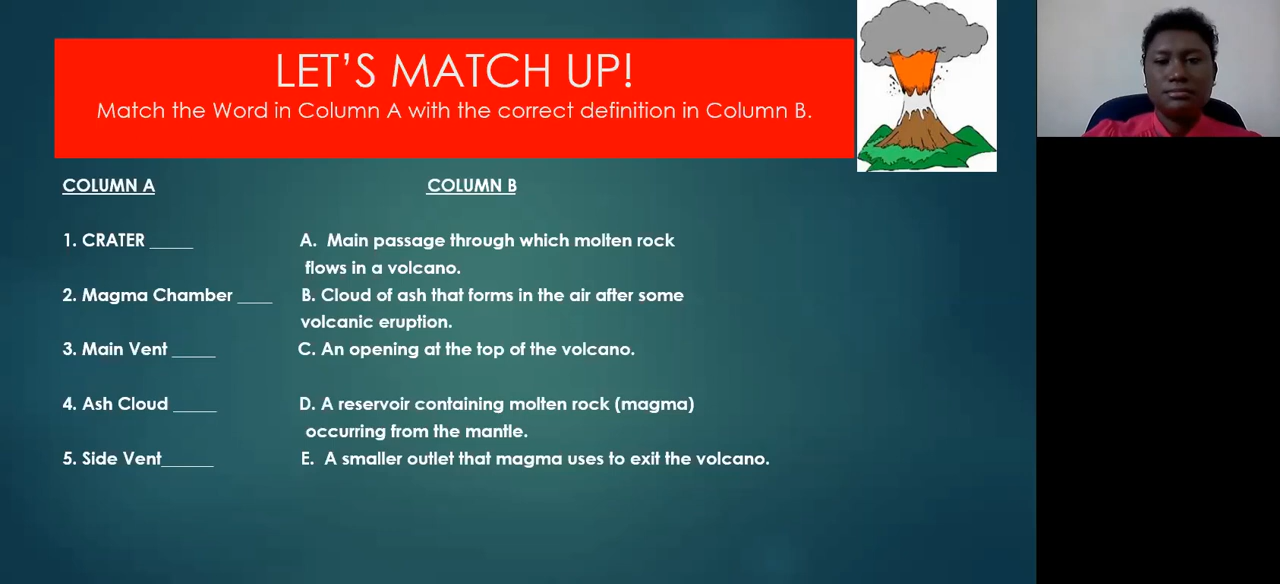 LET'S MATCH UP!
Match the Word in Column A with the correct definition in Column B.
COLUMN A COLUMN B
1. CRATER _____ A. Main passage through which molten rock
flows in a volcano.
2. Magma Chamber ____ B. Cloud of ash that forms in the air after some
volcanic eruption.
3. Main Vent _____ C. An opening at the top of the volcano.
4. Ash Cloud _____ D. A reservoir containing molten rock (magma)
occurring from the mantle.
5. Side Vent______ E. A smaller outlet that magma uses to exit the volcano.